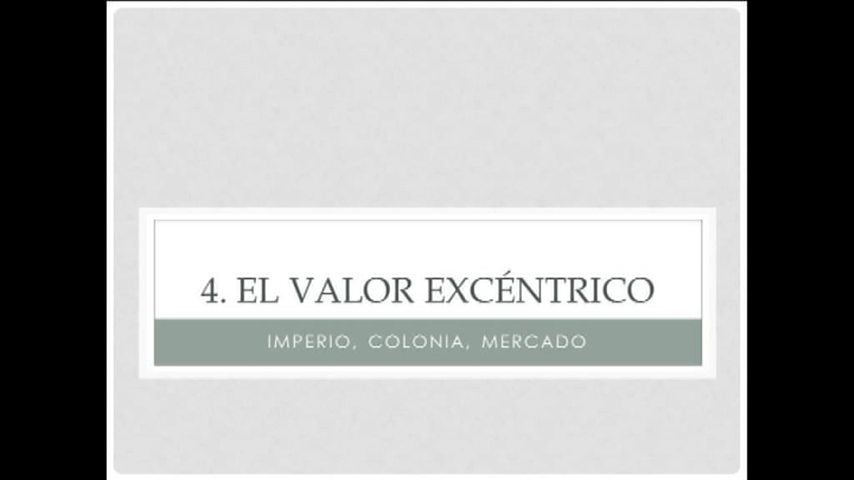 4. EL VALOR EXCÉNTRICO
IMPERIO, COLONIA, MERCADO